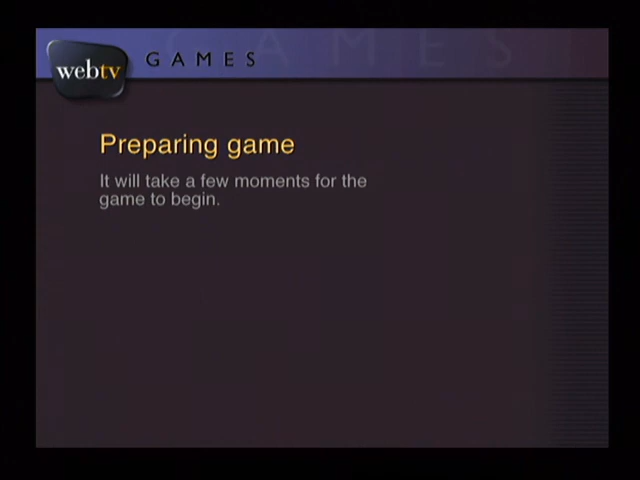 webtv GAMES
GAMES
Preparing game
It will take a few moments for the
game to begin.